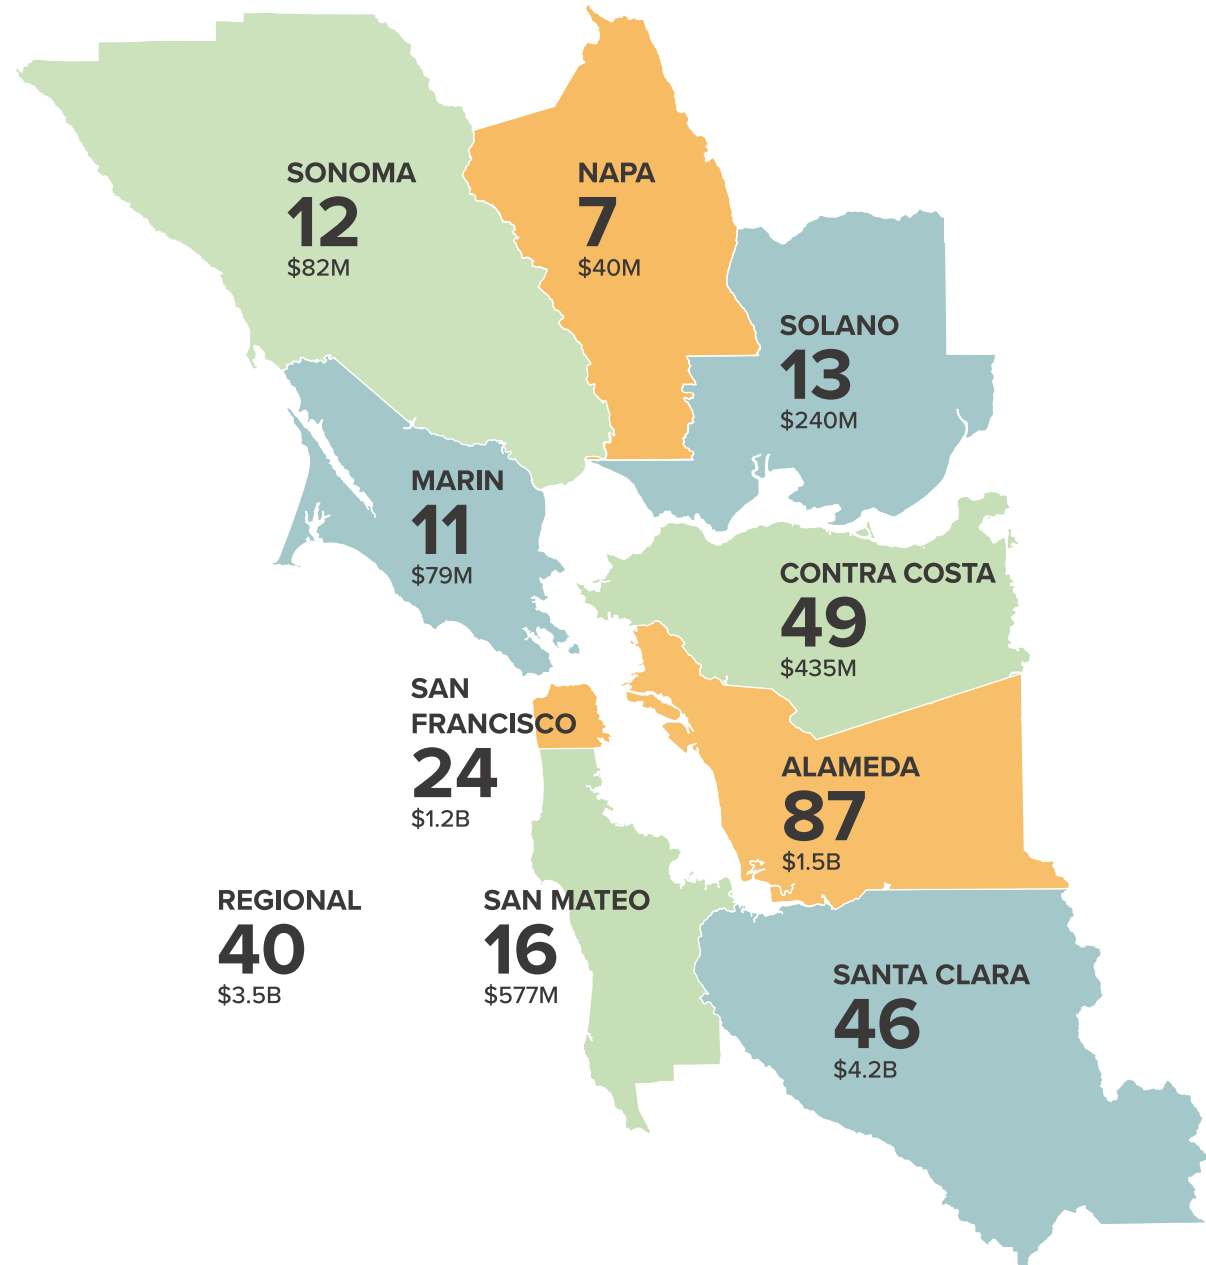 SONOMA
12
$82M
NAPA
7
$40M
SOLANO
13
$240M
MARIN
11
$79M
CONTRA COSTA
49
$435M
SAN
FRANCISCO
24
$1.2B
ALAMEDA
87
$1.5B
REGIONAL
40
$3.5B
SAN MATEO
16
$577M
SANTA CLARA
46
$4.2B